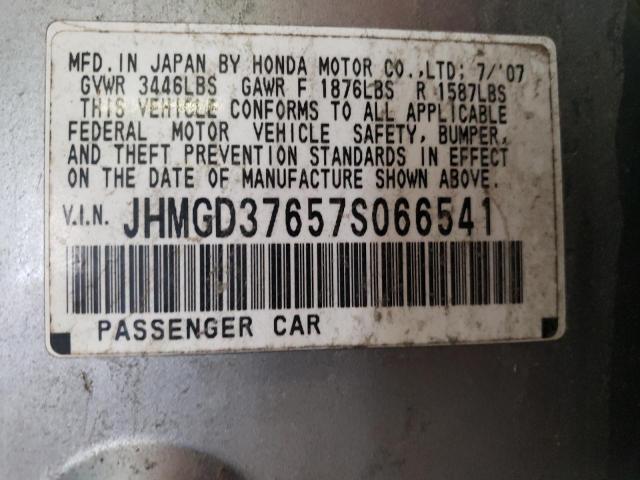 MFD. IN JAPAN BY HONDA MOTOR CO.,LTD; 7/'07
GVWR 3446LBS GAWR F 1876LBS R 1587LBS
THIS VEHICLE CONFORMS TO ALL APPLICABLE
FEDERAL MOTOR VEHICLE SAFETY, BUMPER,
AND THEFT PREVENTION STANDARDS IN EFFECT
ON THE DATE OF MANUFACTURE SHOWN ABOVE.
V.I.N. JHMGD37657S066541
PASSENGER CAR